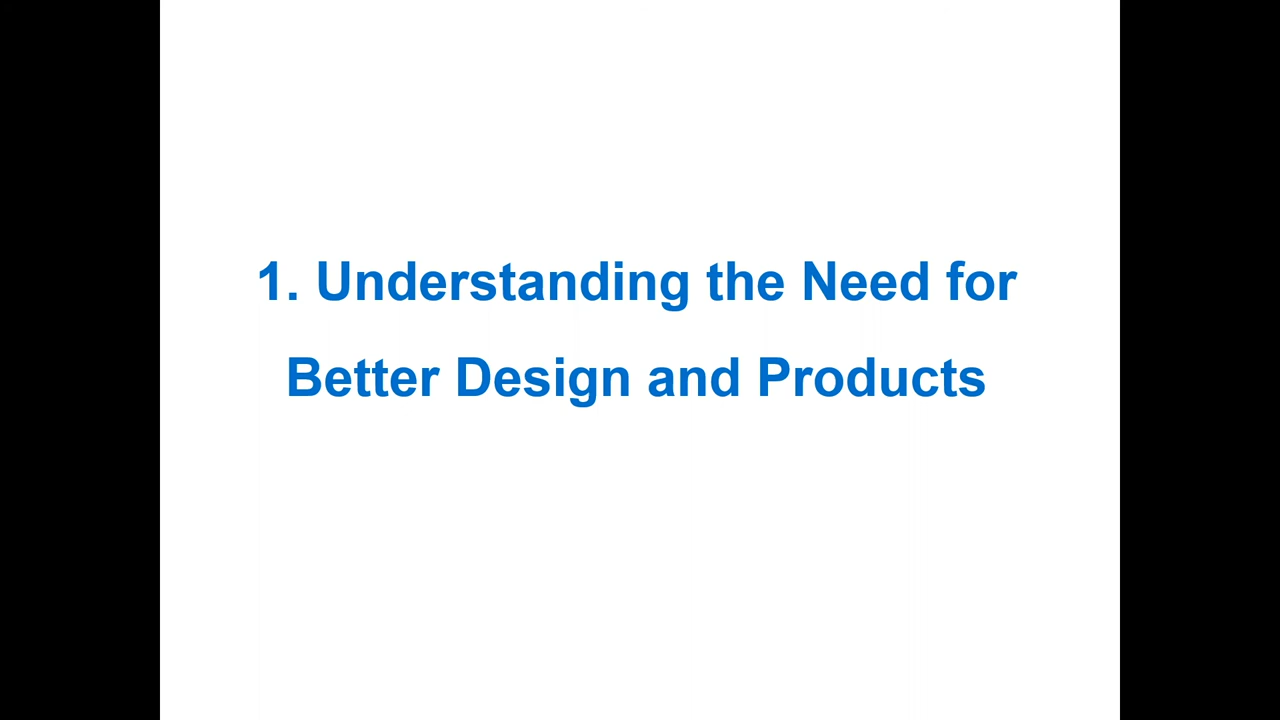 1. Understanding the Need for
Better Design and Products